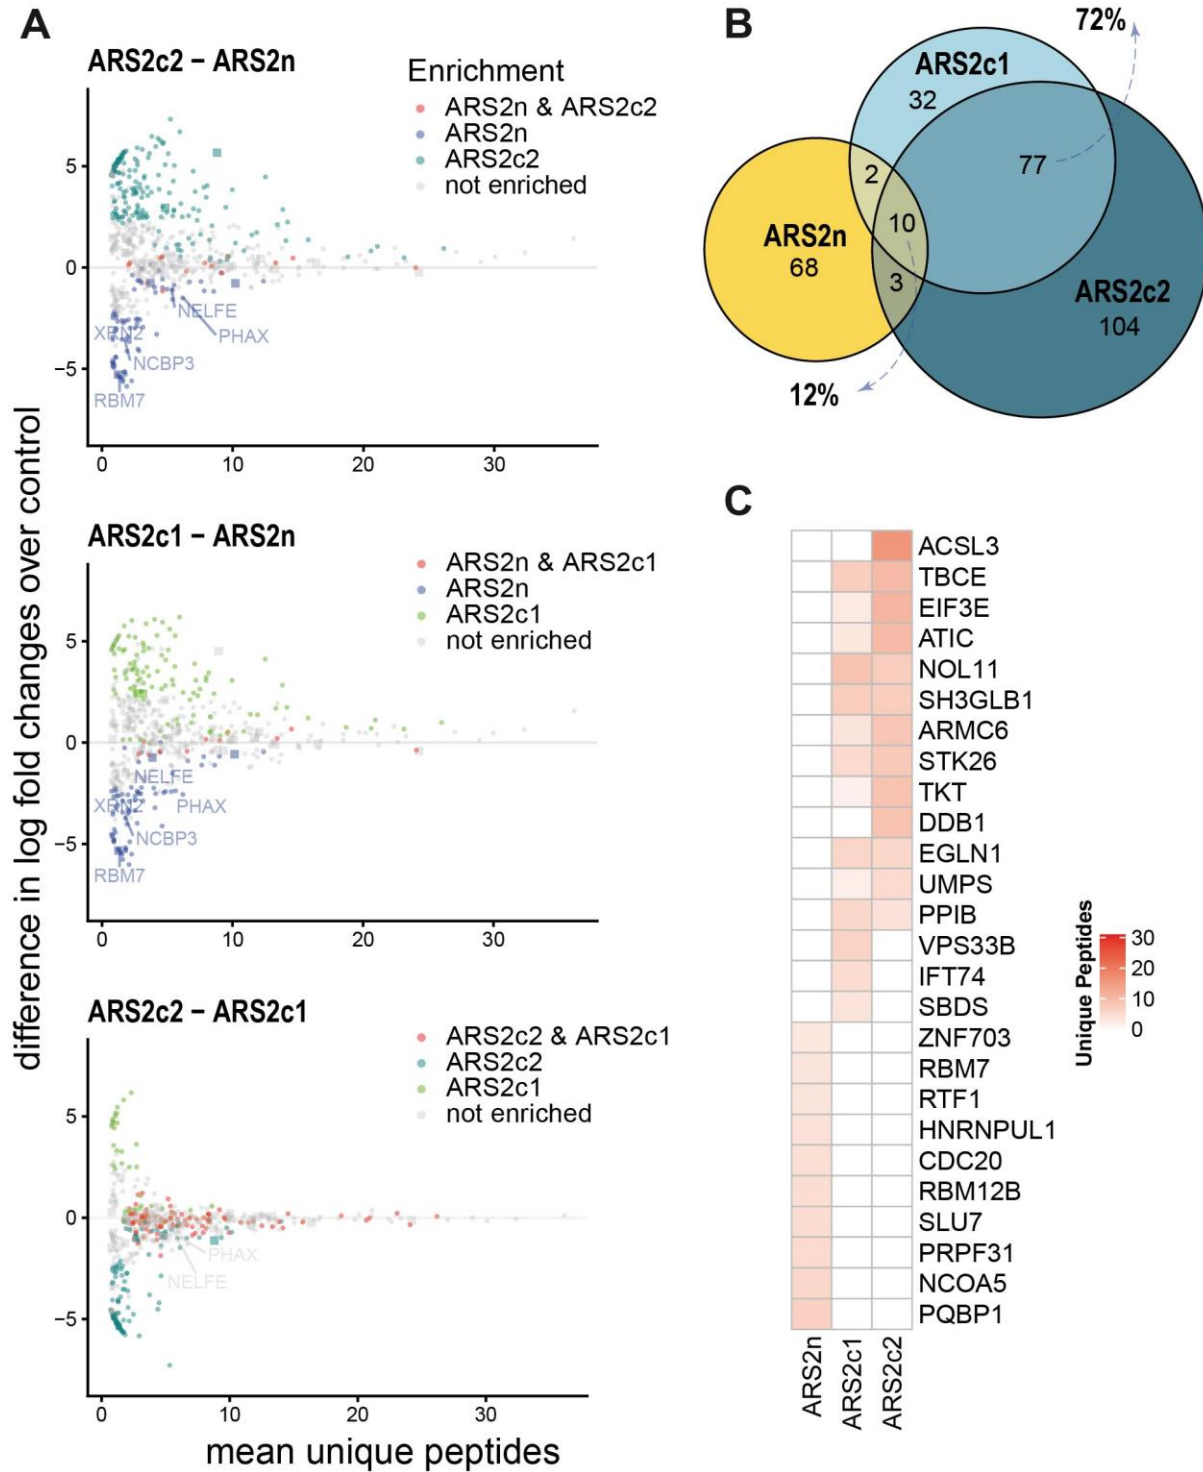 A
difference in log fold changes over control
ARS2c2 – ARS2n
Enrichment
ARS2n & ARS2c2
ARS2n
ARS2c2
not enriched
5
0
−5
NELFE
XRN2
PHAX
NCBP3
RBM7
0 10 20 30
ARS2c1 – ARS2n
ARS2n & ARS2c1
ARS2n
ARS2c1
not enriched
5
0
−5
NELFE
XRN2
PHAX
NCBP3
RBM7
0 10 20 30
ARS2c2 – ARS2c1
ARS2c2 & ARS2c1
ARS2c2
ARS2c1
not enriched
5
0
−5
PHAX
NELFE
0 10 20 30
mean unique peptides
B
72%
ARS2c1
32
77
2
10
3
ARS2n
68
ARS2c2
104
12%
C
ACSL3
TBCE
EIF3E
ATIC
NOL11
SH3GLB1
ARMC6
STK26
TKT
DDB1
EGLN1
UMPS
PPIB
VPS33B
IFT74
SBDS
ZNF703
RBM7
RTF1
HNRNPUL1
CDC20
RBM12B
SLU7
PRPF31
NCOA5
PQBP1
ARS2n
ARS2c1
ARS2c2
Unique Peptides
30
20
10
0